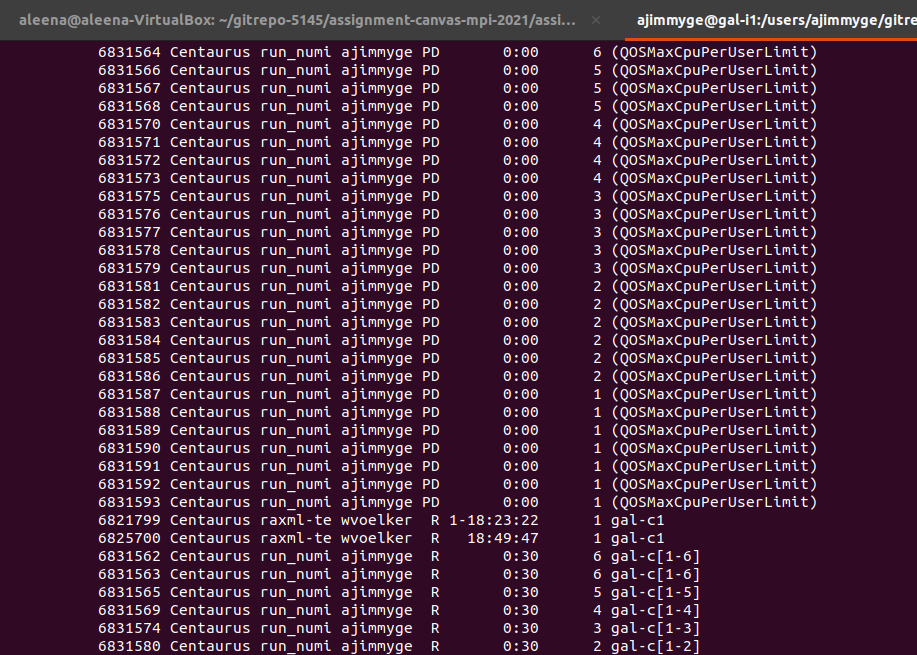 aleena@aleena-VirtualBox: ~/gitrepo-5145/assignment-canvas-mpi-2021/assi... × ajimmyge@gal-i1:/users/ajimmyge/gitre
6831564 Centaurus run_numi ajimmyge PD 0:00 6 (QOSMaxCpuPerUserLimit)
6831566 Centaurus run_numi ajimmyge PD 0:00 5 (QOSMaxCpuPerUserLimit)
6831567 Centaurus run_numi ajimmyge PD 0:00 5 (QOSMaxCpuPerUserLimit)
6831568 Centaurus run_numi ajimmyge PD 0:00 5 (QOSMaxCpuPerUserLimit)
6831570 Centaurus run_numi ajimmyge PD 0:00 4 (QOSMaxCpuPerUserLimit)
6831571 Centaurus run_numi ajimmyge PD 0:00 4 (QOSMaxCpuPerUserLimit)
6831572 Centaurus run_numi ajimmyge PD 0:00 4 (QOSMaxCpuPerUserLimit)
6831573 Centaurus run_numi ajimmyge PD 0:00 4 (QOSMaxCpuPerUserLimit)
6831575 Centaurus run_numi ajimmyge PD 0:00 3 (QOSMaxCpuPerUserLimit)
6831576 Centaurus run_numi ajimmyge PD 0:00 3 (QOSMaxCpuPerUserLimit)
6831577 Centaurus run_numi ajimmyge PD 0:00 3 (QOSMaxCpuPerUserLimit)
6831578 Centaurus run_numi ajimmyge PD 0:00 3 (QOSMaxCpuPerUserLimit)
6831579 Centaurus run_numi ajimmyge PD 0:00 3 (QOSMaxCpuPerUserLimit)
6831581 Centaurus run_numi ajimmyge PD 0:00 2 (QOSMaxCpuPerUserLimit)
6831582 Centaurus run_numi ajimmyge PD 0:00 2 (QOSMaxCpuPerUserLimit)
6831583 Centaurus run_numi ajimmyge PD 0:00 2 (QOSMaxCpuPerUserLimit)
6831584 Centaurus run_numi ajimmyge PD 0:00 2 (QOSMaxCpuPerUserLimit)
6831585 Centaurus run_numi ajimmyge PD 0:00 2 (QOSMaxCpuPerUserLimit)
6831586 Centaurus run_numi ajimmyge PD 0:00 2 (QOSMaxCpuPerUserLimit)
6831587 Centaurus run_numi ajimmyge PD 0:00 1 (QOSMaxCpuPerUserLimit)
6831588 Centaurus run_numi ajimmyge PD 0:00 1 (QOSMaxCpuPerUserLimit)
6831589 Centaurus run_numi ajimmyge PD 0:00 1 (QOSMaxCpuPerUserLimit)
6831590 Centaurus run_numi ajimmyge PD 0:00 1 (QOSMaxCpuPerUserLimit)
6831591 Centaurus run_numi ajimmyge PD 0:00 1 (QOSMaxCpuPerUserLimit)
6831592 Centaurus run_numi ajimmyge PD 0:00 1 (QOSMaxCpuPerUserLimit)
6831593 Centaurus run_numi ajimmyge PD 0:00 1 (QOSMaxCpuPerUserLimit)
6821799 Centaurus raxml-te wvoelker R 1-18:23:22 1 gal-c1
6825700 Centaurus raxml-te wvoelker R 18:49:47 1 gal-c1
6831562 Centaurus run_numi ajimmyge R 0:30 6 gal-c[1-6]
6831563 Centaurus run_numi ajimmyge R 0:30 6 gal-c[1-6]
6831565 Centaurus run_numi ajimmyge R 0:30 5 gal-c[1-5]
6831569 Centaurus run_numi ajimmyge R 0:30 4 gal-c[1-4]
6831574 Centaurus run_numi ajimmyge R 0:30 3 gal-c[1-3]
6831580 Centaurus run_numi ajimmyge R 0:30 2 gal-c[1-2]